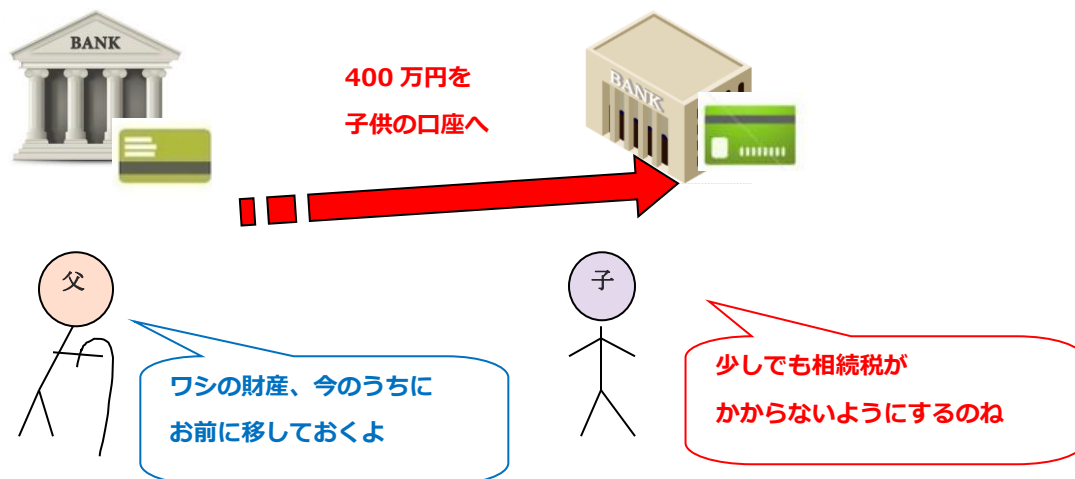 BANK
400 万円を
子供の口座へ
BANK
父
ワシの財産、今のうちに
お前に移しておくよ
子
少しでも相続税が
かからないようにするのね